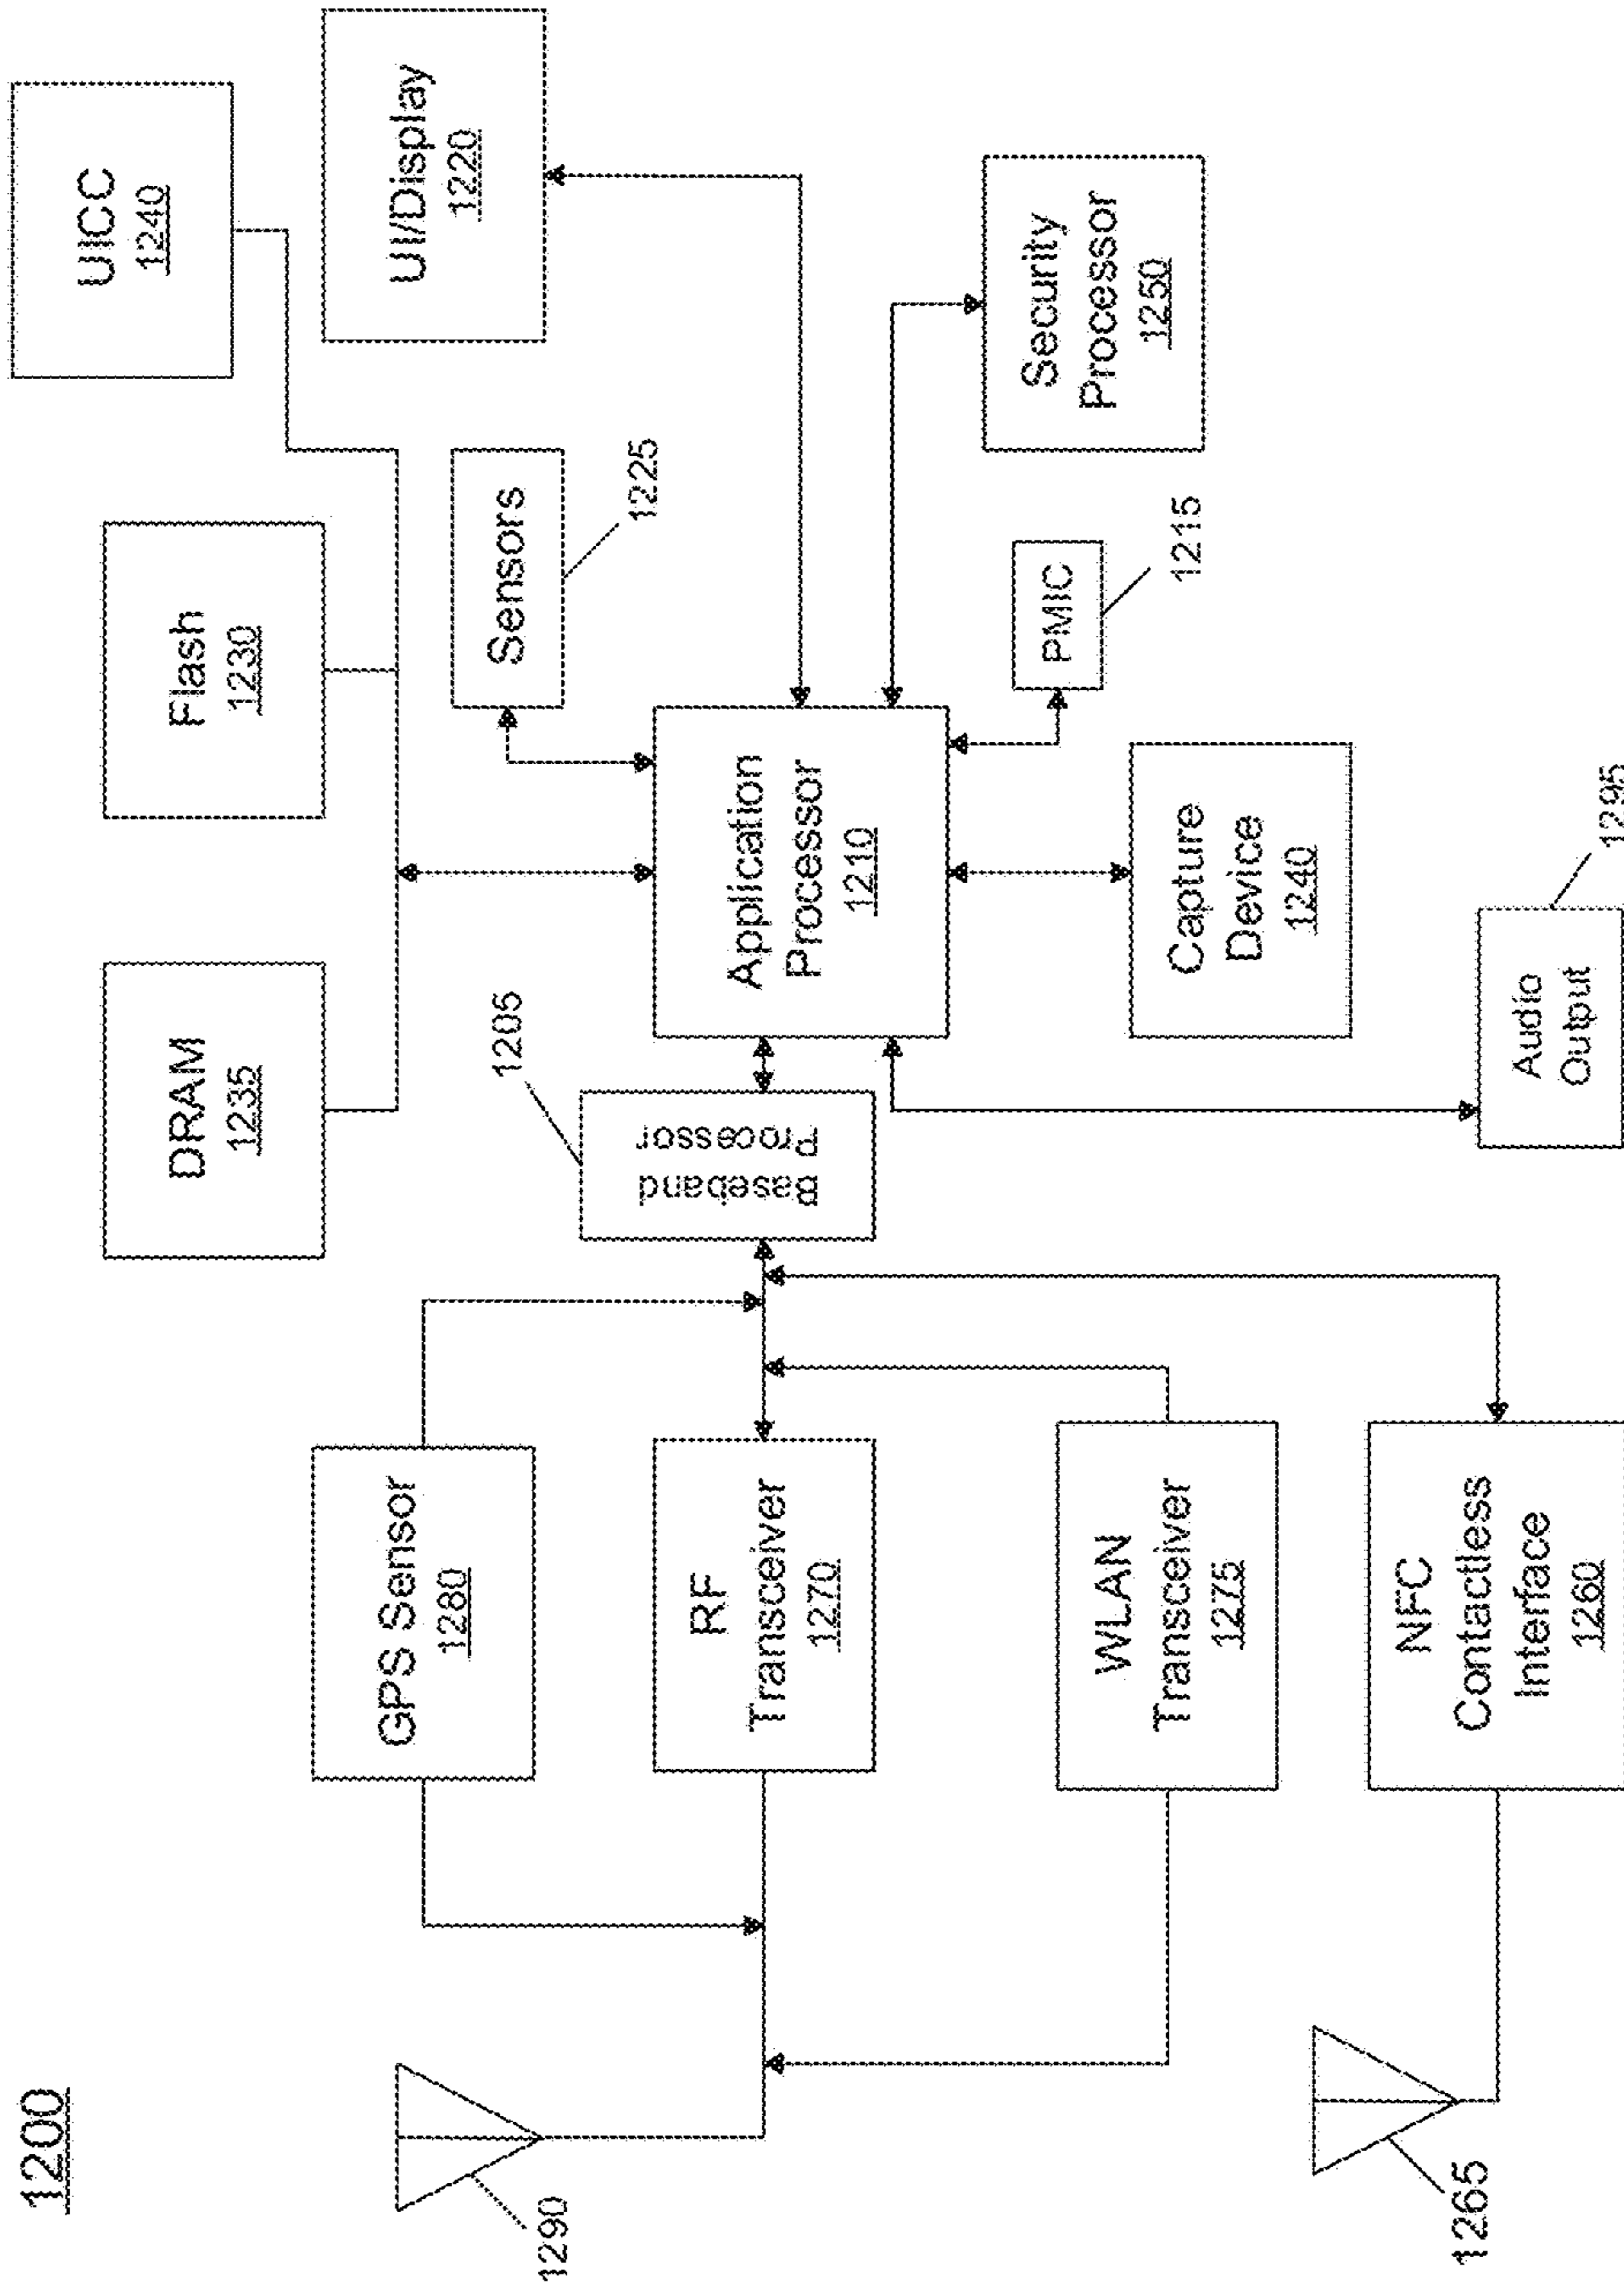 1200
UICC
1240
DRAM
1235
Flash
1230
UI/Display
1220
GPS Sensor
1280
Sensors
1225
1290
1205
RF
Transceiver
1270
Baseband
Processor
Application
Processor
1210
Security
Processor
1250
PMIC
1215
WLAN
Transceiver
1275
Capture
Device
1240
1265
NFC
Contactless
Interface
1260
Audio
Output
1295